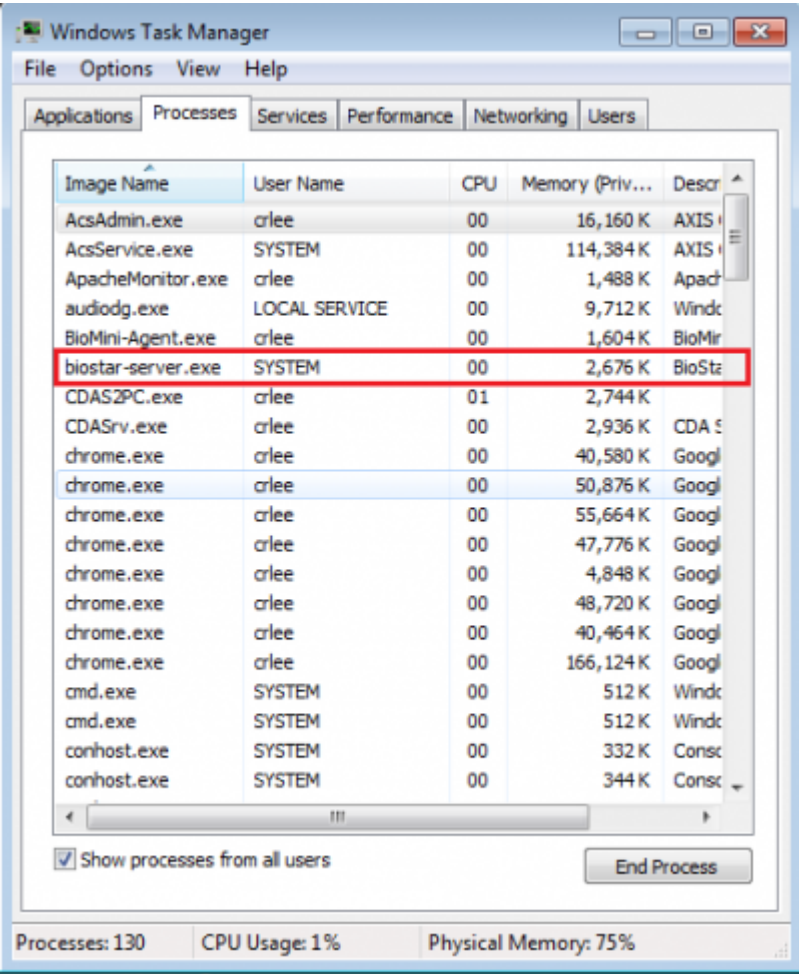 Windows Task Manager
File Options View Help
Applications Processes Services Performance Networking Users
Image Name User Name CPU Memory (Priv... Descr
AcsAdmin.exe crlee 00 16,160 K AXIS
AcsService.exe SYSTEM 00 114,384 K AXIS
ApacheMonitor.exe crlee 00 1,488 K Apach
audiodg.exe LOCAL SERVICE 00 9,712 K Windo
BioMini-Agent.exe crlee 00 1,604 K BioMin
biostar-server.exe SYSTEM 00 2,676 K BioSta
CDAS2PC.exe crlee 01 2,744 K
CDASrv.exe crlee 00 2,936 K CDA S
chrome.exe crlee 00 40,580 K Googl
chrome.exe crlee 00 50,876 K Googl
chrome.exe crlee 00 55,664 K Googl
chrome.exe crlee 00 47,776 K Googl
chrome.exe crlee 00 4,848 K Googl
chrome.exe crlee 00 48,720 K Googl
chrome.exe crlee 00 40,464 K Googl
chrome.exe crlee 00 166,124 K Googl
cmd.exe SYSTEM 00 512 K Windo
cmd.exe SYSTEM 00 512 K Windo
conhost.exe SYSTEM 00 332 K Conso
conhost.exe SYSTEM 00 344 K Conso
Show processes from all users End Process
Processes: 130 CPU Usage: 1% Physical Memory: 75%